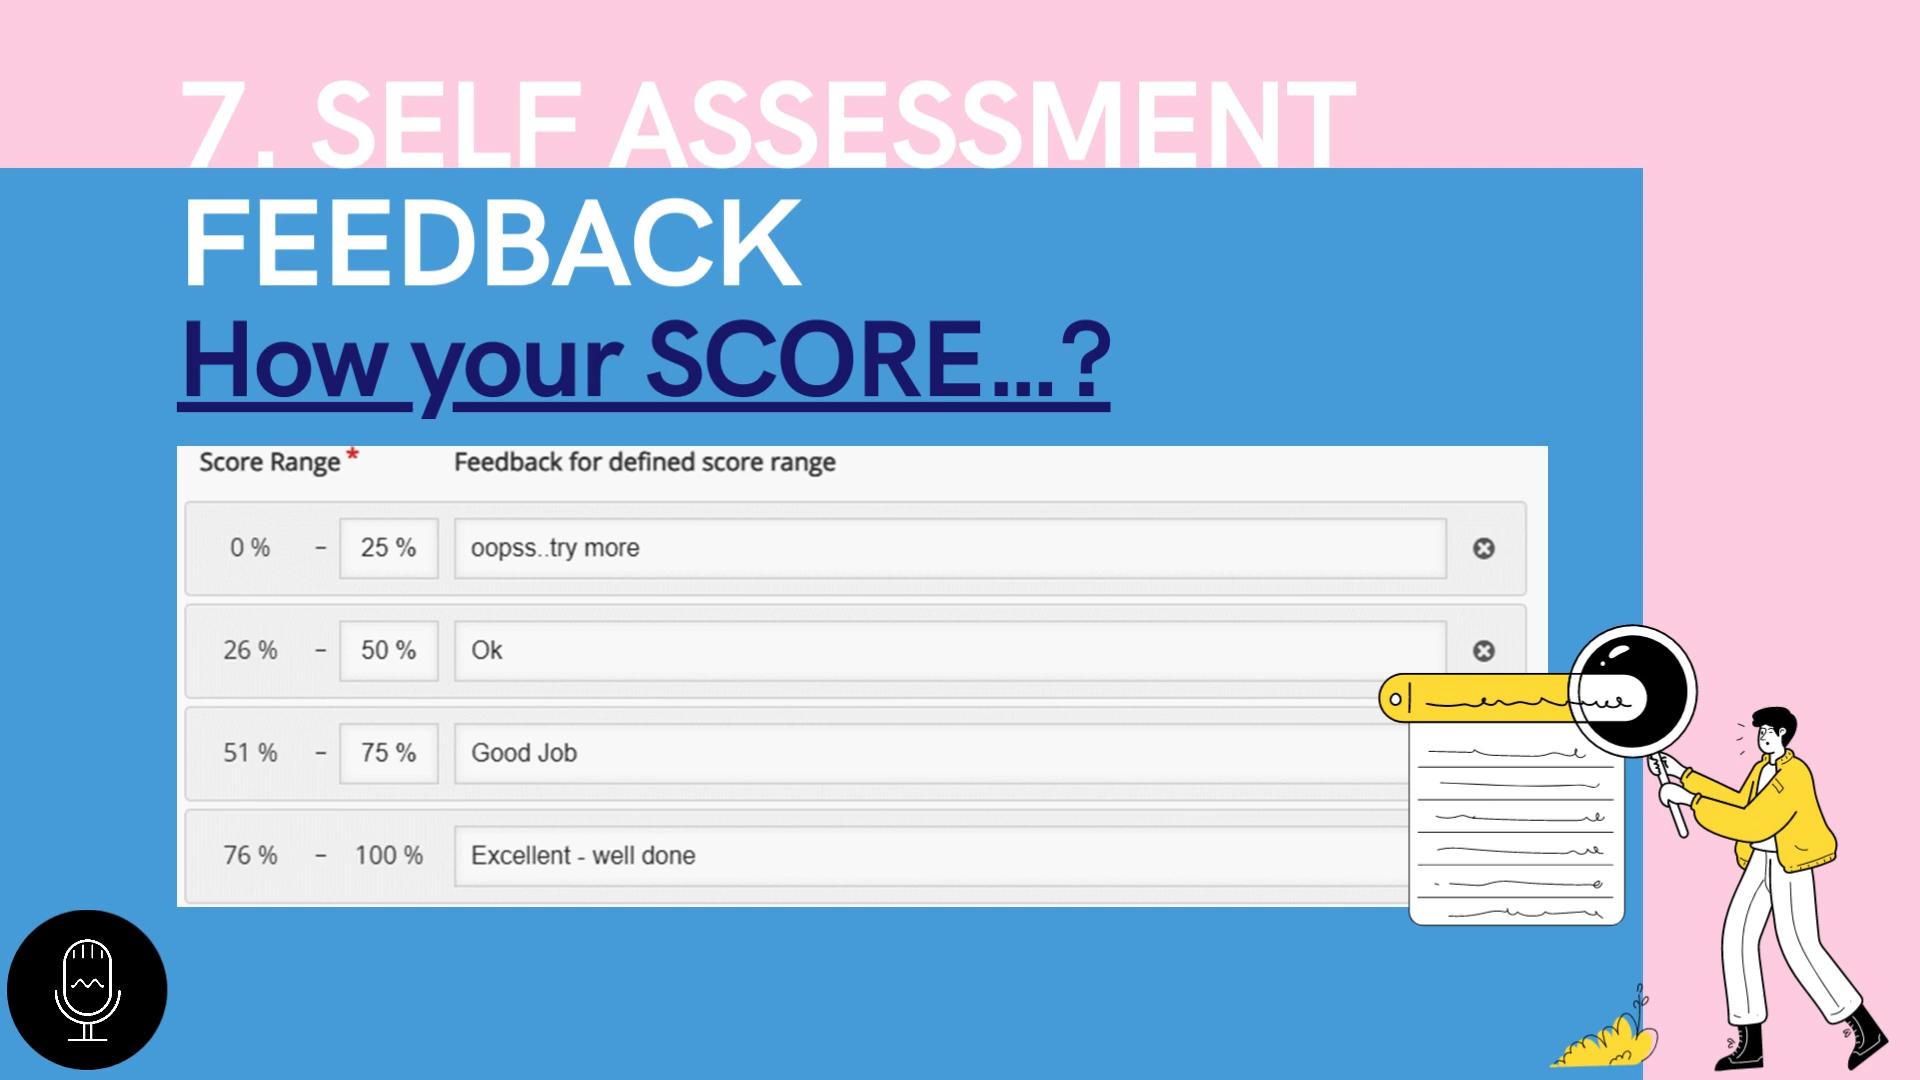 7. SELF ASSESSMENT
FEEDBACK
How your SCORE...?
Score Range * Feedback for defined score range
0 % – 25 % oopss..try more
26 % – 50 % Ok
51 % – 75 % Good Job
76 % – 100 % Excellent - well done